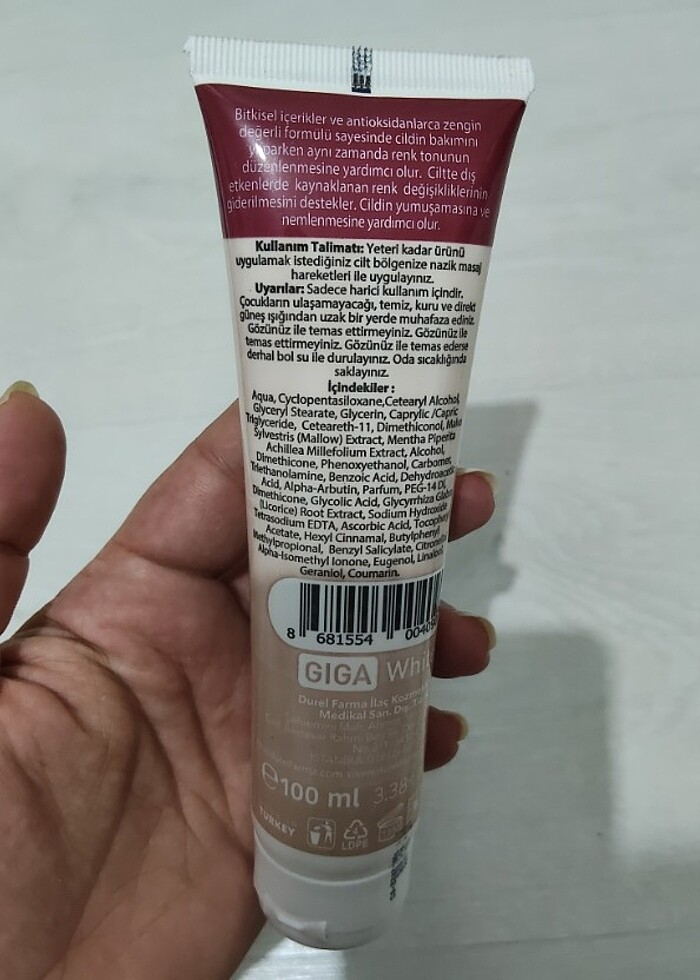 Bitkisel içerikler ve antioksidanlarca zengin
değerli formülü sayesinde cildin bakımını
yaparken aynı zamanda renk tonunun
düzenlenmesine yardımcı olur. Ciltte dış
etkenlerde kaynaklanan renk değişikliklerinin
giderilmesini destekler. Cildin yumuşamasına ve
nemlenmesine yardımcı olur.
Kullanım Talimatı: Yeteri kadar ürünü
uygulamak istediğiniz cilt bölgenize nazik masaj
hareketleri ile uygulayınız.
Uyarılar: Sadece harici kullanım içindir.
Çocukların ulaşamayacağı, temiz, kuru ve direkt
güneş ışığından uzak bir yerde muhafaza ediniz.
Gözünüz ile temas ettirmeyiniz. Gözünüz ile
temas ettirmeyiniz. Gözünüz ile temas ederse
derhal bol su ile durulayınız. Oda sıcaklığında
saklayınız.
İçindekiler :
Aqua, Cyclopentasiloxane,Cetearyl Alcohol,
Glyceryl Stearate, Glycerin, Caprylic /Capric
Triglyceride, Ceteareth-11, Dimethiconol,
Sylvestris (Mallow) Extract, Mentha Piperita
Achillea Millefolium Extract, Alcohol,
Dimethicone, Phenoxyethanol, Carbomer,
Triethanolamine, Benzoic Acid, Dehydroacetic
Acid, Alpha-Arbutin, Parfum, PEG-14 Di,
Dimethicone, Glycolic Acid, Glycyrrhiza
(Licorice) Root Extract, Sodium Hydroxide
Tetrasodium EDTA, Ascorbic Acid,
Acetate, Hexyl Cinnamal, Butylphenyl
Methylpropional, Benzyl Salicylate,
Alpha-Isomethyl Ionone, Eugenol,
Geraniol, Coumarin.
8 681554
GIGA White
Durel Farma İlaç
Medikal San.
℮100 ml
TURKEY
4
LDPE